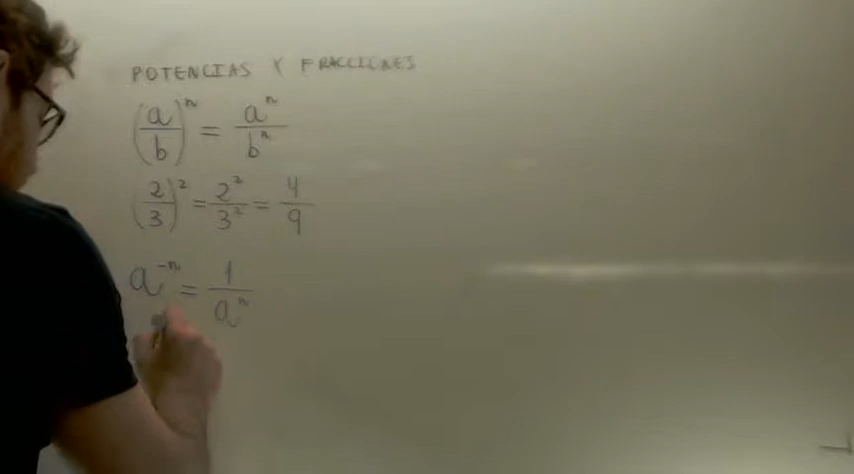 POTENCIAS Y FRACCIONES
(a/b)^n = a^n/b^n
(2/3)^2 = 2^2/3^2 = 4/9
a^-n = 1/a^n